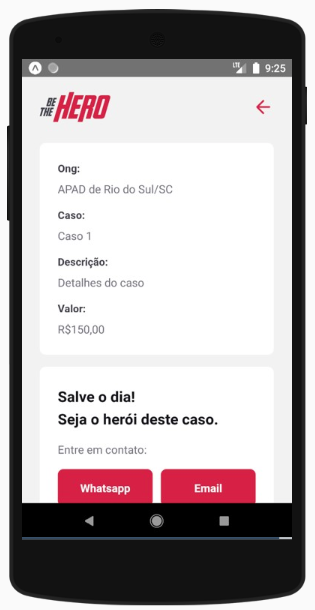 LTE 9:25
BE THE HERO
Ong:
APAD de Rio do Sul/SC
Caso:
Caso 1
Descrição:
Detalhes do caso
Valor:
R$150,00
Salve o dia!
Seja o herói deste caso.
Entre em contato:
Whatsapp Email